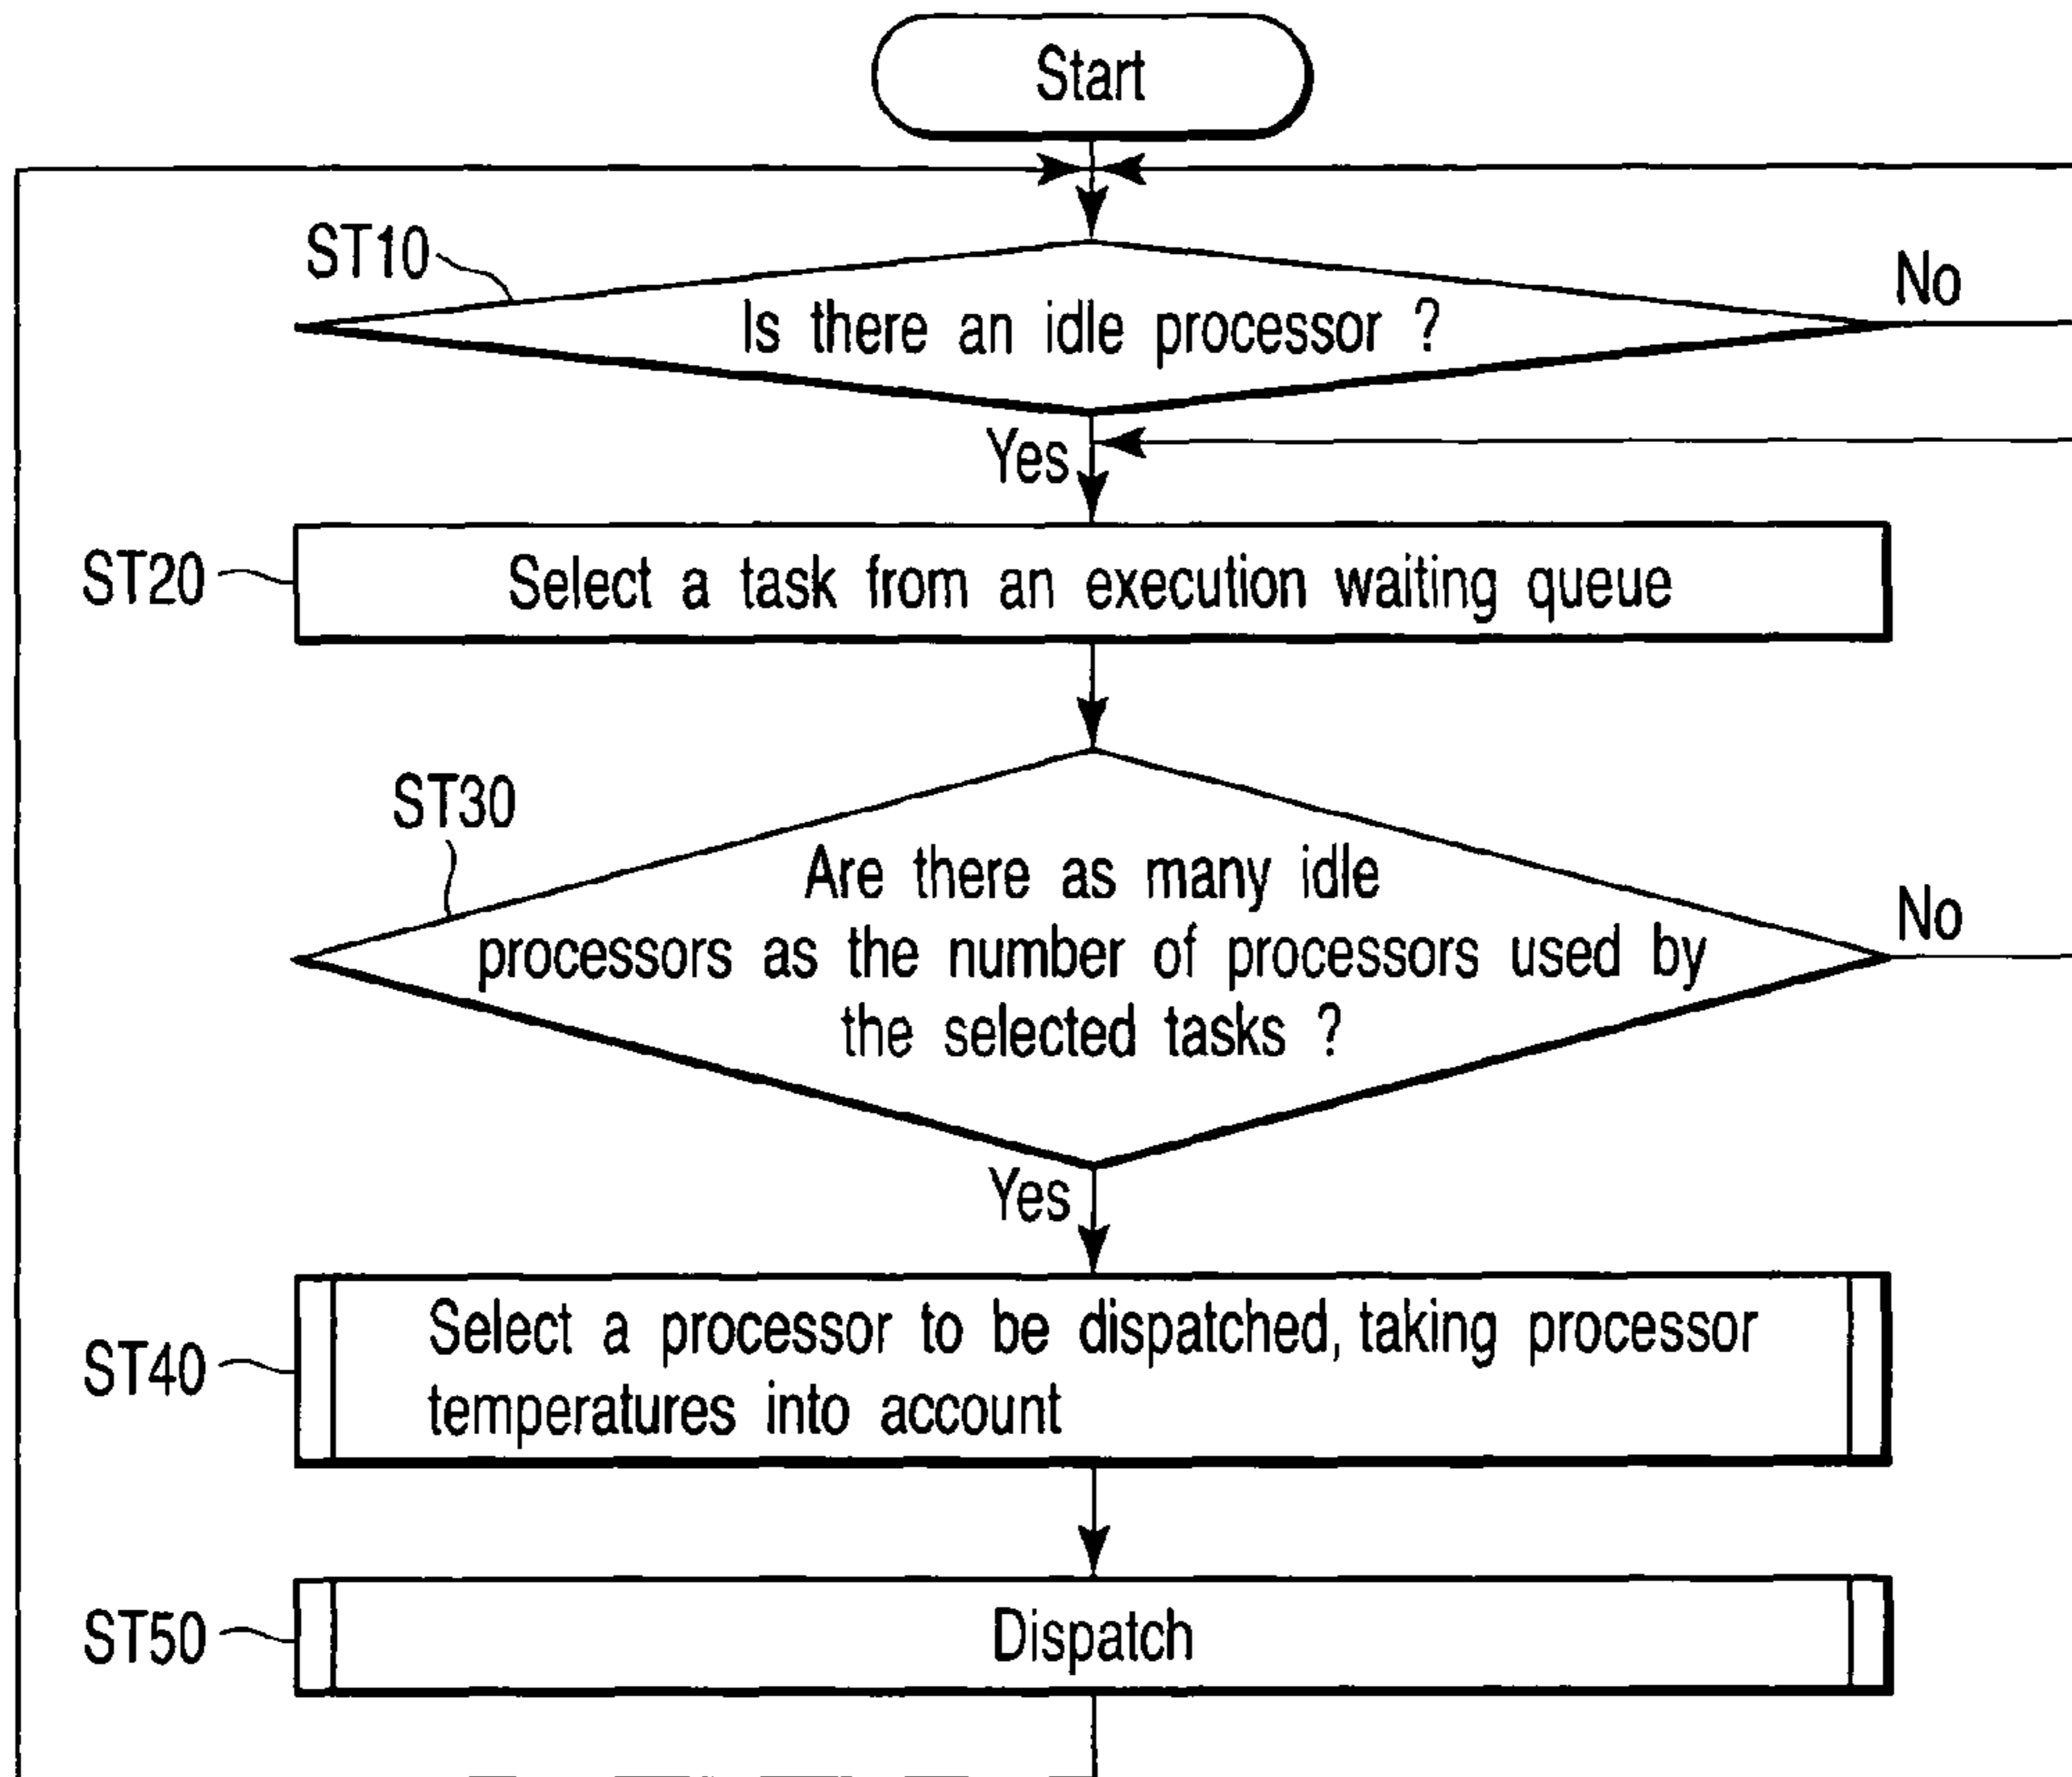 Start
ST10
No
Is there an idle processor ?
Yes
ST20
Select a task from an execution waiting queue
ST30
Are there as many idle
No
processors as the number of processors used by
the selected tasks ?
Yes
ST40
Select a processor to be dispatched, taking processor
temperatures into account
ST50
Dispatch